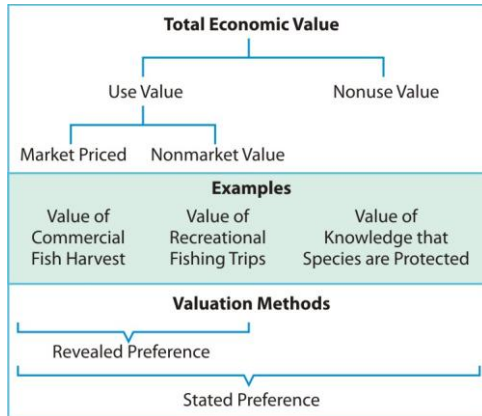 Total Economic Value
Use Value
Nonuse Value
Market Priced
Nonmarket Value
Examples
Value of
Commercial
Fish Harvest
Value of
Recreational
Fishing Trips
Value of
Knowledge that
Species are Protected
Valuation Methods
Revealed Preference
Stated Preference